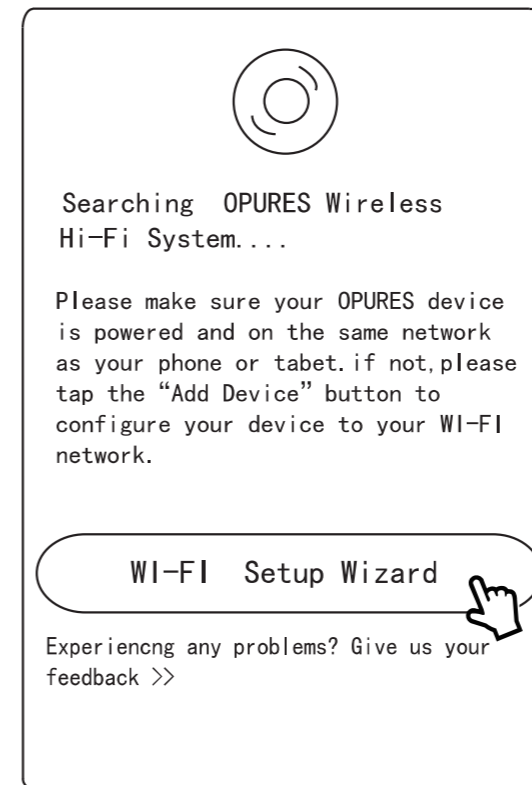 Searching OPURES Wireless
Hi-Fi System....
Please make sure your OPURES device
is powered and on the same network
as your phone or tabet.if not,please
tap the “Add Device” button to
configure your device to your WI-FI
network.
WI-FI Setup Wizard
Experiencng any problems? Give us your
feedback >>